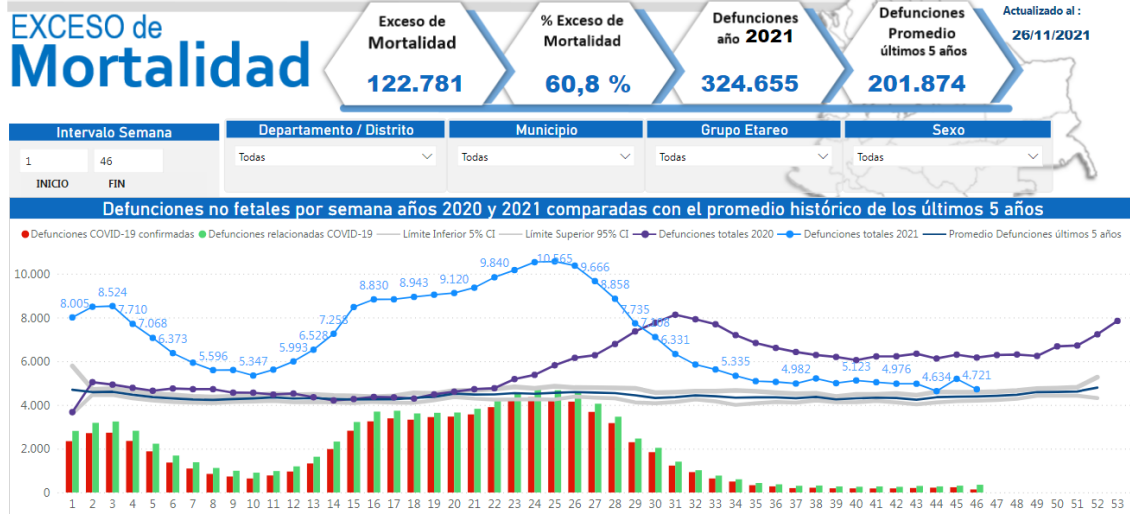 EXCESO de
Mortalidad
Exceso de
Mortalidad
122.781
% Exceso de
Mortalidad
60,8 %
Defunciones
año 2021
324.655
Defunciones
Promedio
últimos 5 años
201.874
Actualizado al :
26/11/2021
Intervalo Semana
1 46
INICIO FIN
Departamento / Distrito
Todas
Municipio
Todas
Grupo Etareo
Todas
Sexo
Todas
Defunciones no fetales por semana años 2020 y 2021 comparadas con el promedio histórico de los últimos 5 años
Defunciones COVID-19 confirmadas Defunciones relacionadas COVID-19 Límite Inferior 5% CI Límite Superior 95% CI Defunciones totales 2020 Defunciones totales 2021 Promedio Defunciones últimos 5 años
10.000
8.000
6.000
4.000
2.000
0
8.005
8.524
7.710
7.068
6.373
5.596
5.347
5.993
6.528
7.253
8.830
8.943
9.120
9.840
10.565
9.666
8.858
7.735
7.108
6.331
5.335
4.982
5.123
4.976
4.634
4.721
1 2 3 4 5 6 7 8 9 10 11 12 13 14 15 16 17 18 19 20 21 22 23 24 25 26 27 28 29 30 31 32 33 34 35 36 37 38 39 40 41 42 43 44 45 46 47 48 49 50 51 52 53